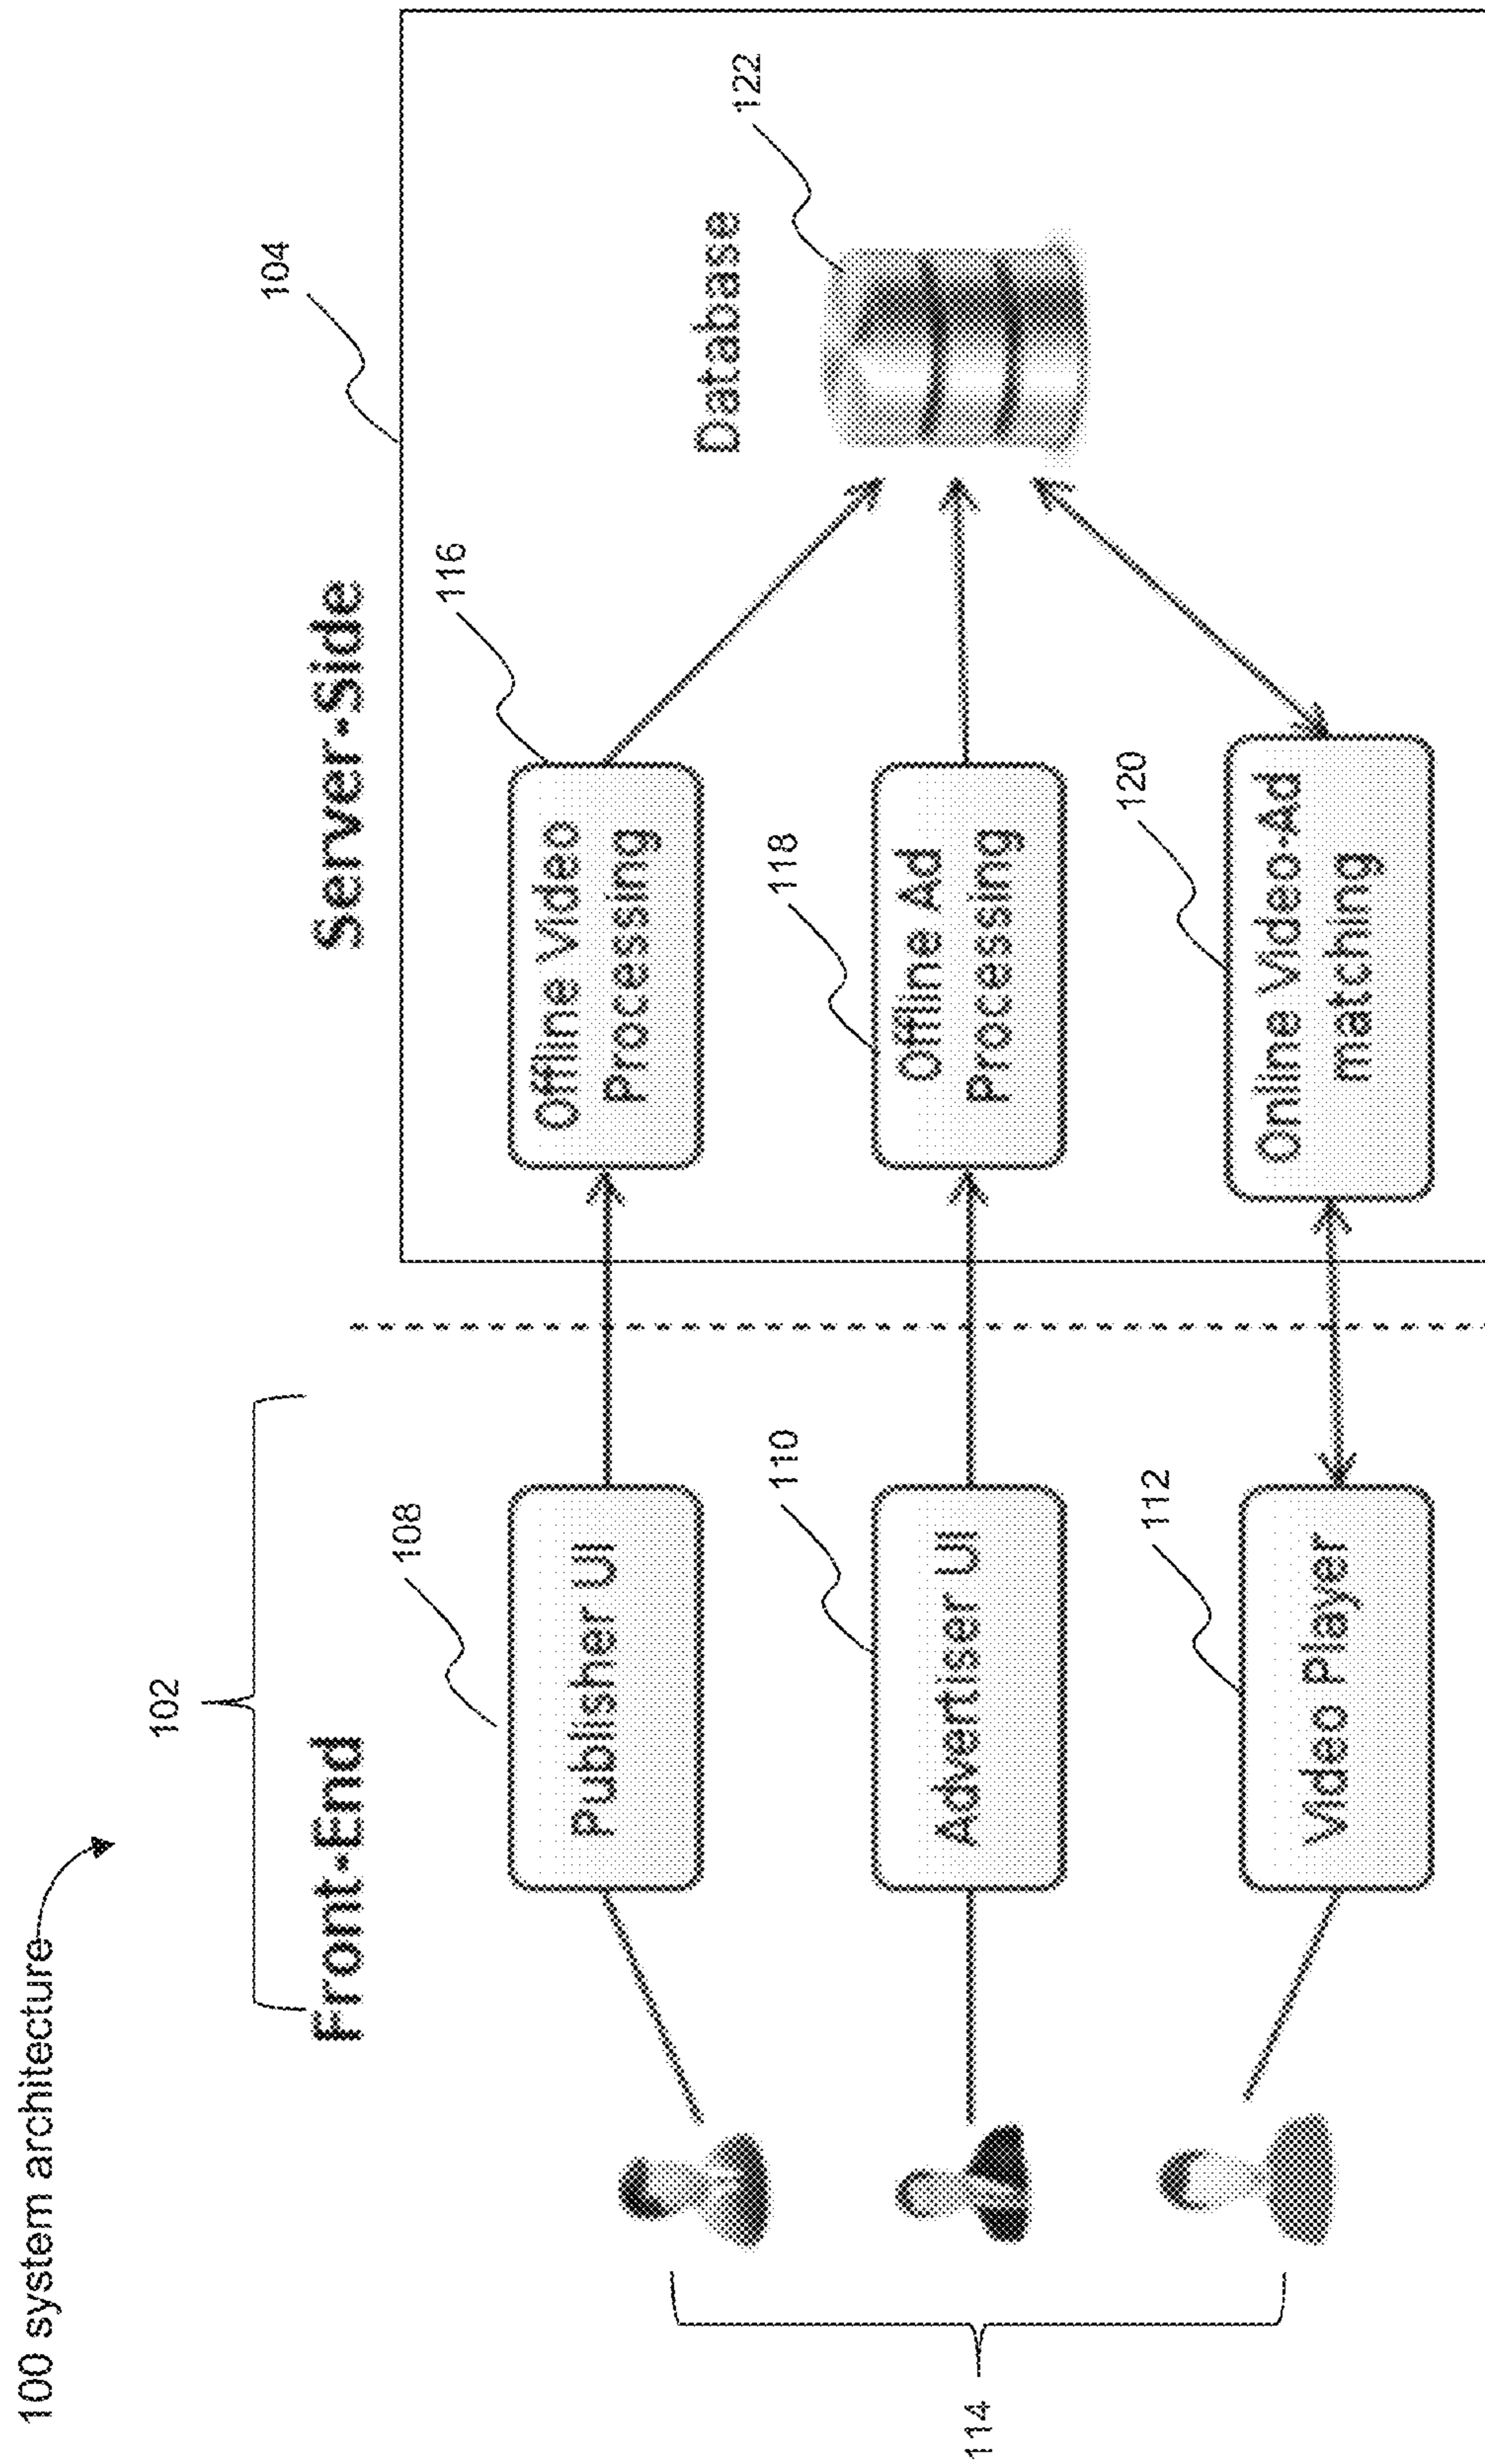 100 system architecture
102
104
Front-End
Server-Side
108
Publisher UI
116
Offline Video
Processing
Database
122
110
Advertiser UI
118
Offline Ad
Processing
112
Video Player
120
Online Video-Ad
matching
114